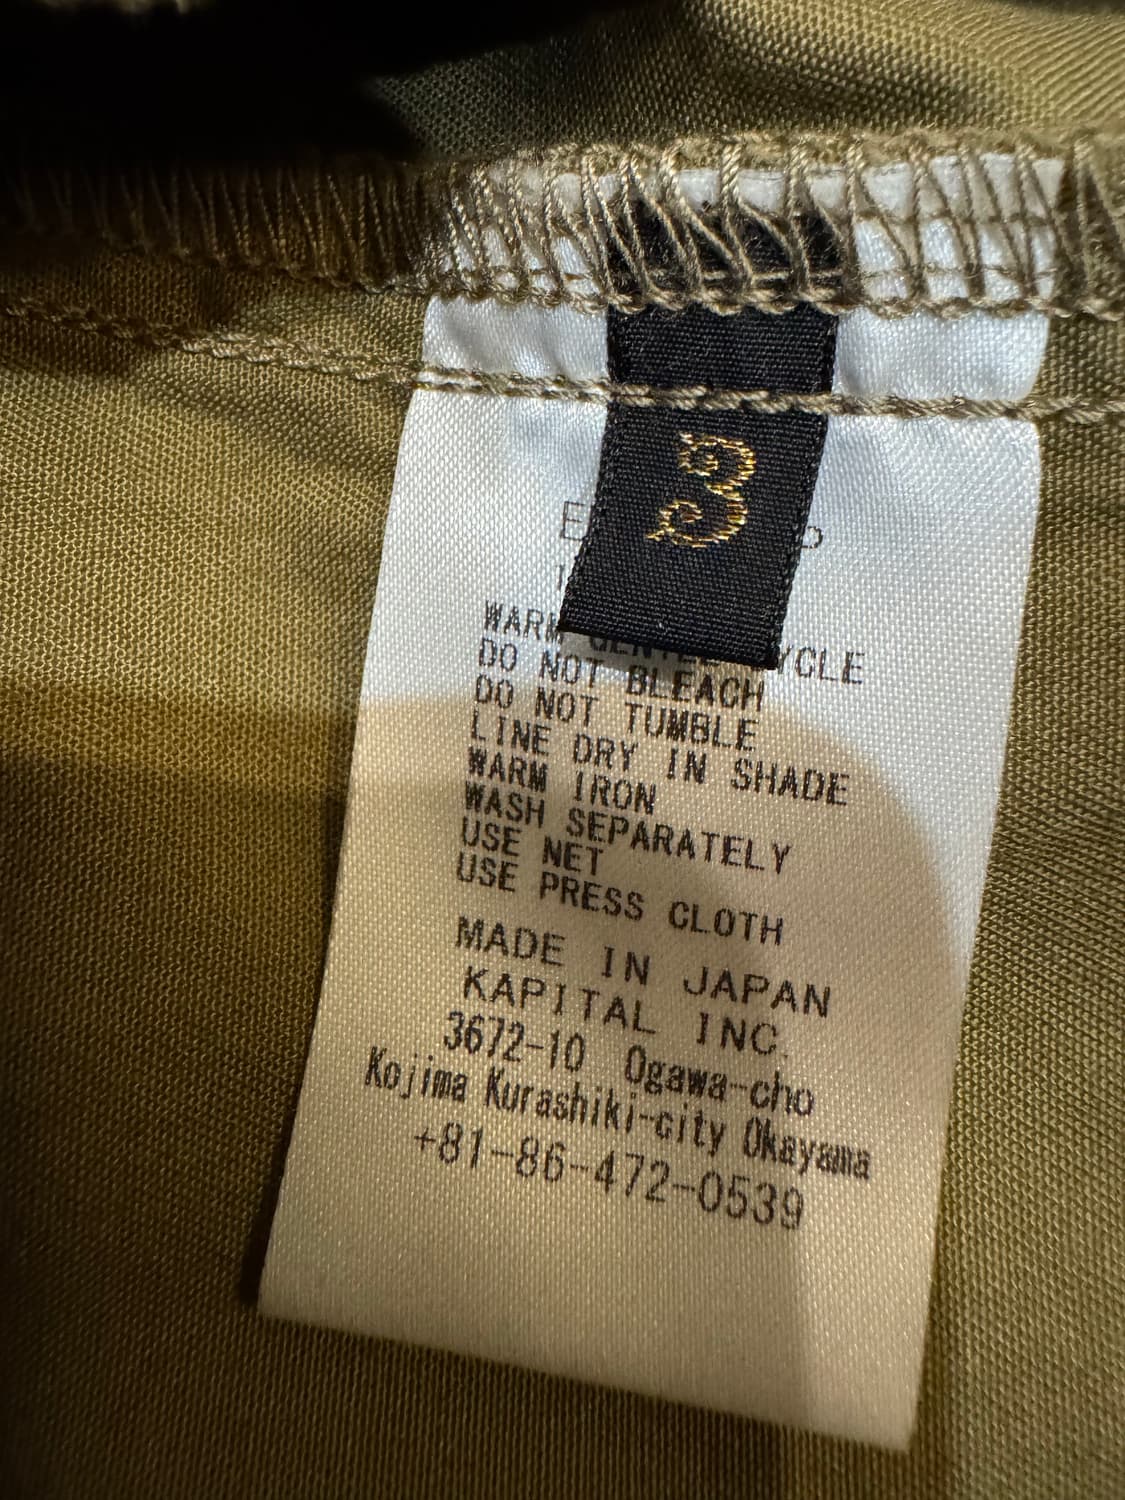 3
WARM GENTLE CYCLE
DO NOT BLEACH
DO NOT TUMBLE
LINE DRY IN SHADE
WARM IRON
WASH SEPARATELY
USE NET
USE PRESS CLOTH
MADE IN JAPAN
KAPITAL INC.
3672-10 Ogawa-cho
Kojima Kurashiki-city Okayama
+81-86-472-0539